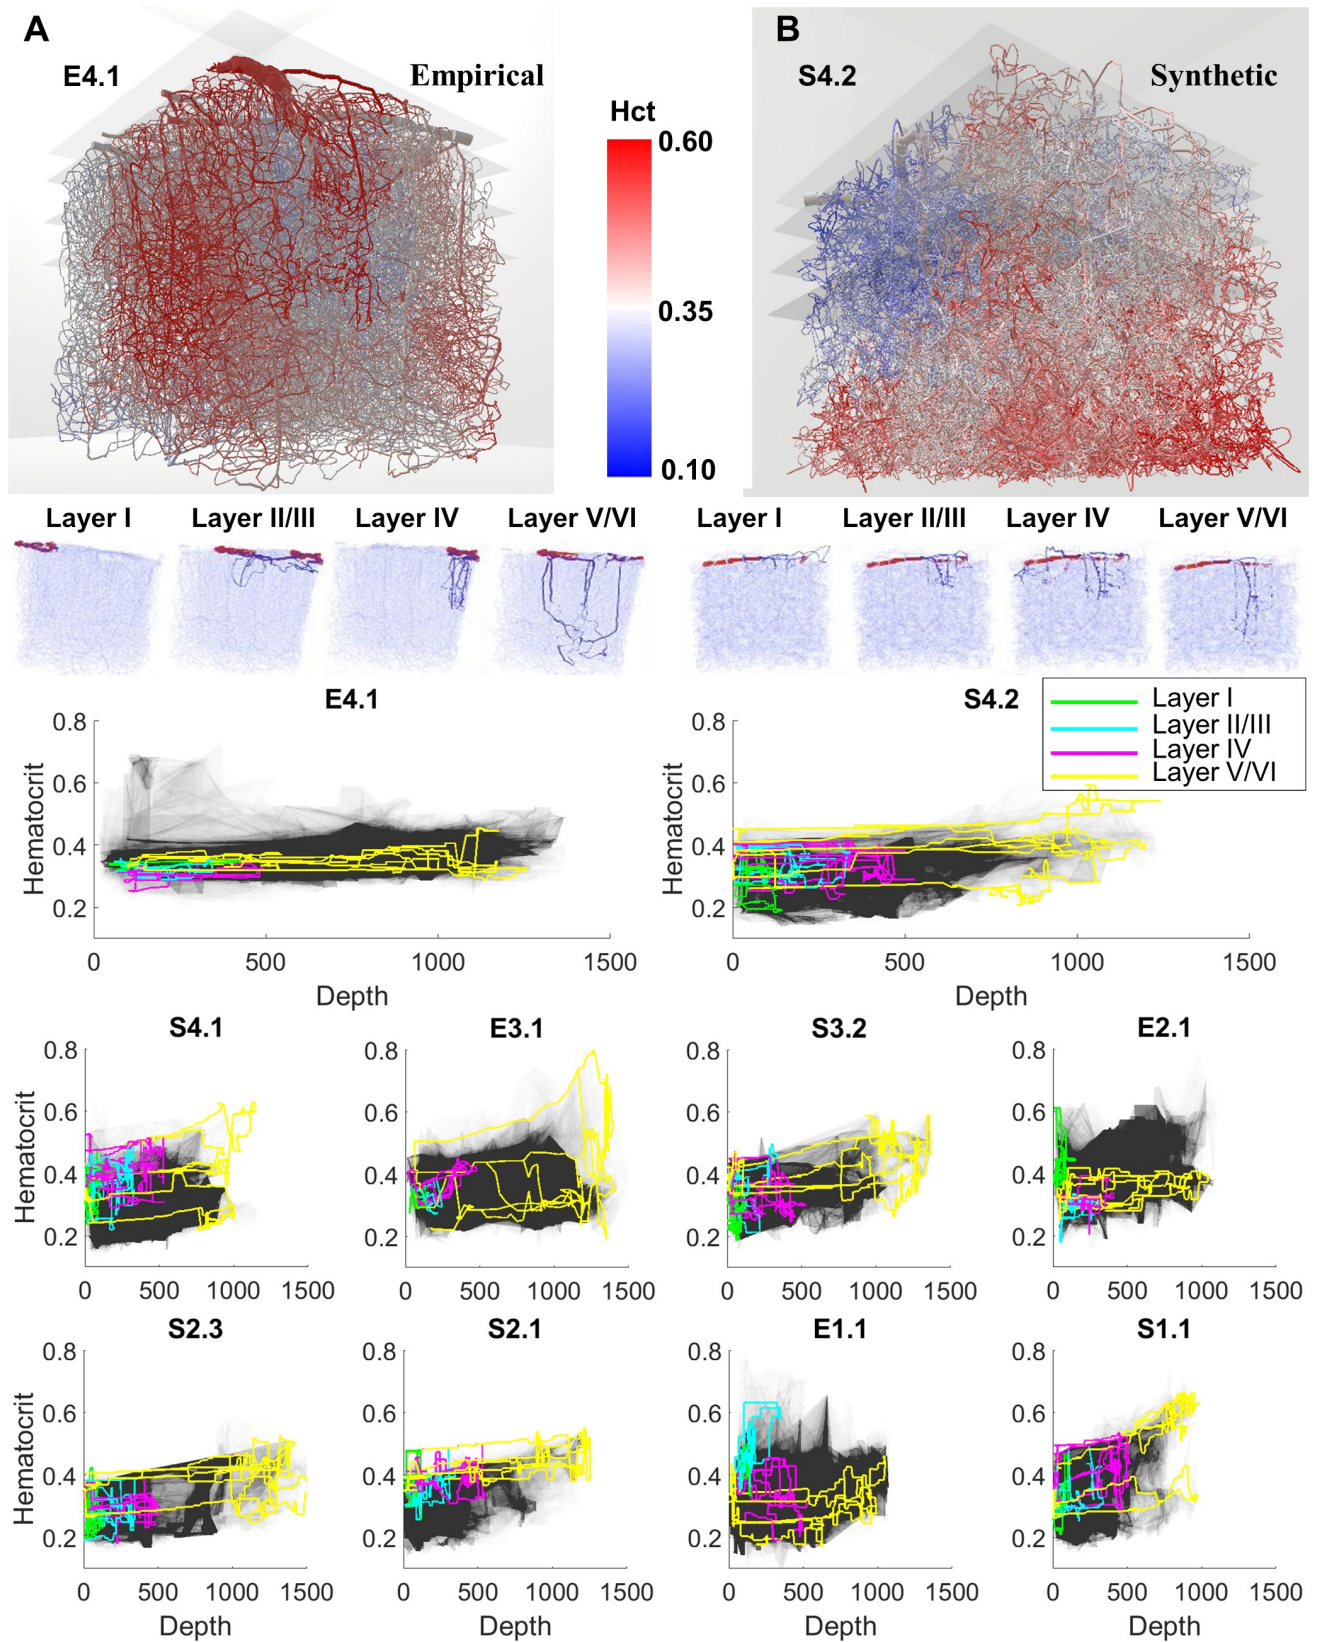 A
B
E4.1
Empirical
S4.2
Synthetic
Hct
0.60
0.35
0.10
Layer I Layer II/III Layer IV Layer V/VI
Layer I Layer II/III Layer IV Layer V/VI
E4.1
Hematocrit
0.8
0.6
0.4
0.2
0 500 1000 1500
Depth
S4.2
Layer I
Layer II/III
Layer IV
Layer V/VI
Hematocrit
0.8
0.6
0.4
0.2
0 500 1000 1500
Depth
S4.1
Hematocrit
0.8
0.6
0.4
0.2
0 500 1000 1500
E3.1
0.8
0.6
0.4
0.2
0 500 1000 1500
S3.2
0.8
0.6
0.4
0.2
0 500 1000 1500
E2.1
0.8
0.6
0.4
0.2
0 500 1000 1500
S2.3
Hematocrit
0.8
0.6
0.4
0.2
0 500 1000 1500
Depth
S2.1
0.8
0.6
0.4
0.2
0 500 1000 1500
Depth
E1.1
0.8
0.6
0.4
0.2
0 500 1000 1500
Depth
S1.1
0.8
0.6
0.4
0.2
0 500 1000 1500
Depth